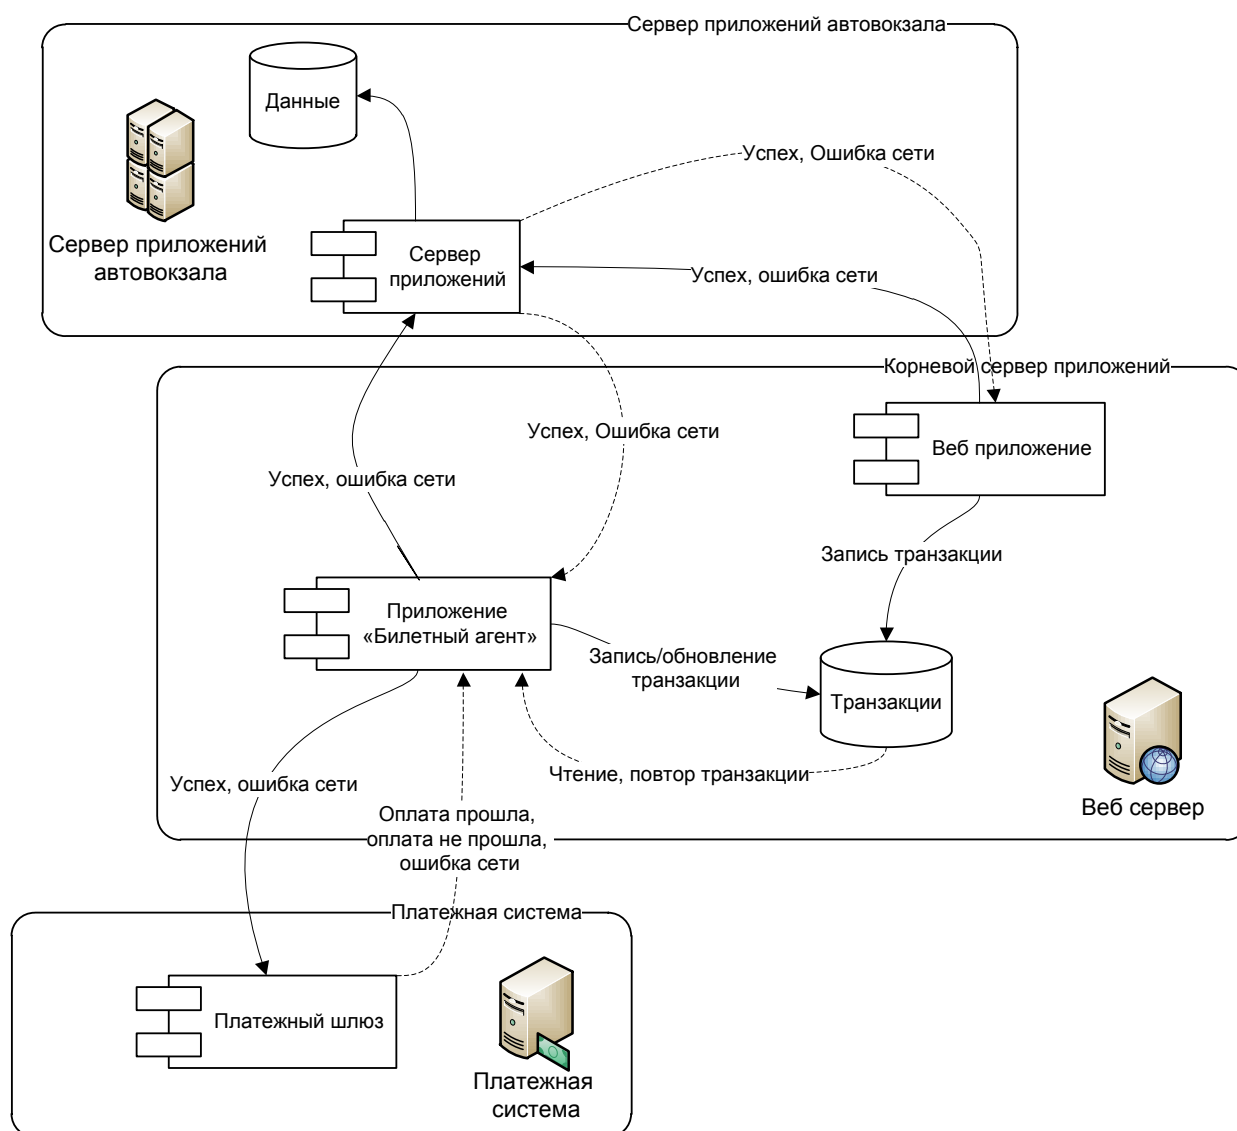 Сервер приложений автовокзала
Данные
Успех, Ошибка сети
Сервер приложений
автовокзала
Сервер
приложений
Успех, ошибка сети
Корневой сервер приложений
Успех, Ошибка сети
Веб приложение
Успех, ошибка сети
Запись транзакции
Приложение
«Билетный агент»
Запись/обновление
транзакции
Транзакции
Чтение, повтор транзакции
Успех, ошибка сети
Веб сервер
Оплата прошла,
оплата не прошла,
ошибка сети
Платежная система
Платежный шлюз
Платежная
система